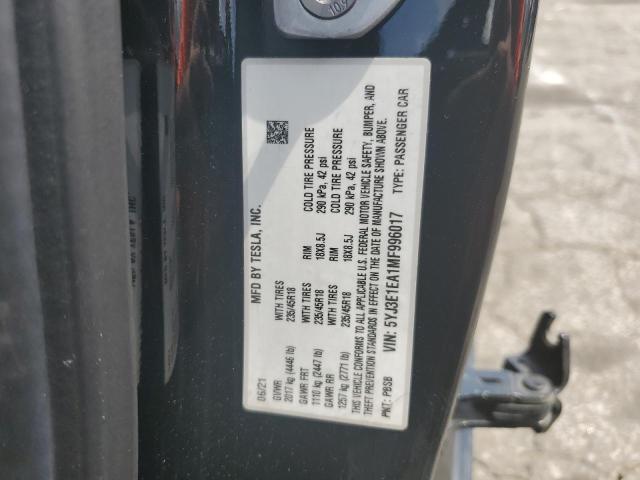 10.9
MFD BY TESLA, INC.
06/21
GVWR
2017 kg (4446 lb)
WITH TIRES
235/45R18
RIM
18X8.5J
COLD TIRE PRESSURE
290 kPa, 42 psi
GAWR FRT
1110 kg (2447 lb)
WITH TIRES
235/45R18
RIM
18X8.5J
COLD TIRE PRESSURE
290 kPa, 42 psi
GAWR RR
1257 kg (2771 lb)
WITH TIRES
235/45R18
THIS VEHICLE CONFORMS TO ALL APPLICABLE U.S. FEDERAL MOTOR VEHICLE SAFETY, BUMPER, AND
THEFT PREVENTION STANDARDS IN EFFECT ON THE DATE OF MANUFACTURE SHOWN ABOVE.
VIN: 5YJ3E1EA1MF996017
PKT: PBSB
TYPE: PASSENGER CAR